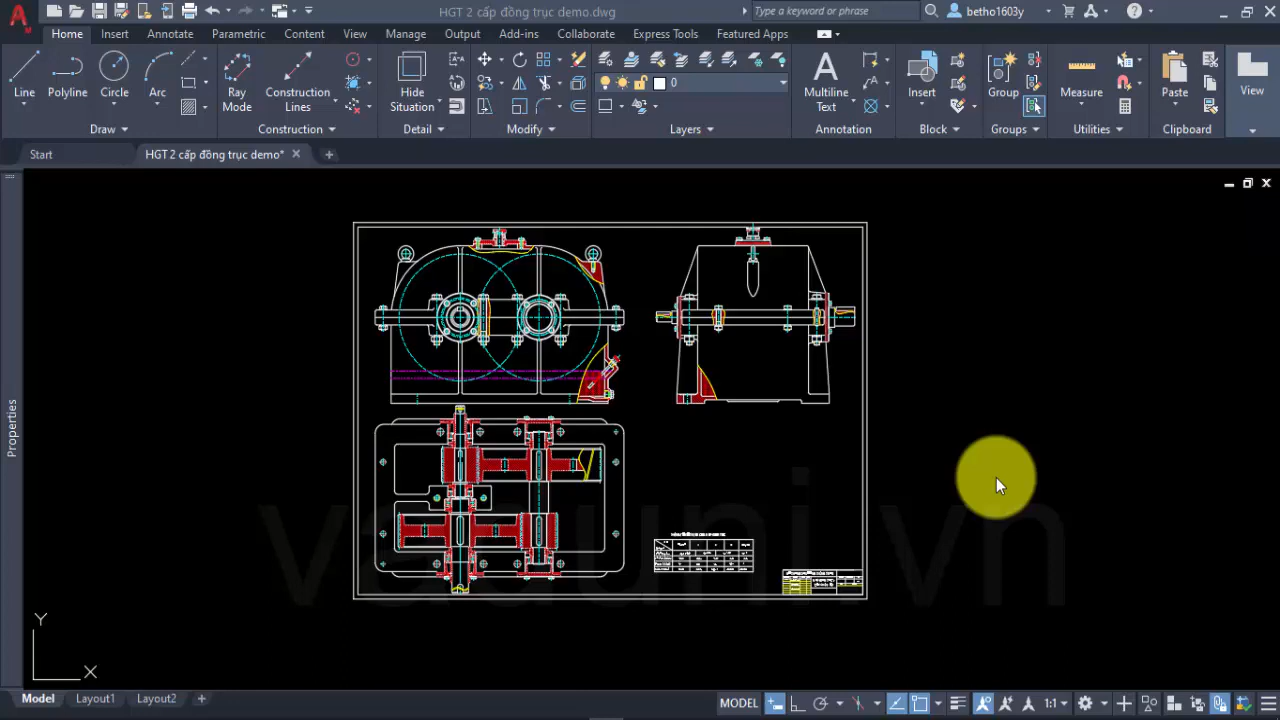 HGT 2 cấp đồng trục demo.dwg
Type a keyword or phrase
betho1603y
Home Insert Annotate Parametric Content View Manage Output Add-ins Collaborate Express Tools Featured Apps
Line Polyline Circle Arc
Ray Mode
Construction Lines
Hide Situation
0
Multiline Text
Insert
Group
Measure
Paste
View
Draw Construction Detail Modify Layers Annotation Block Groups Utilities Clipboard
Start HGT 2 cấp đồng trục demo*
Properties
vaduni.vn
Y
X
Model Layout1 Layout2
MODEL
1:1